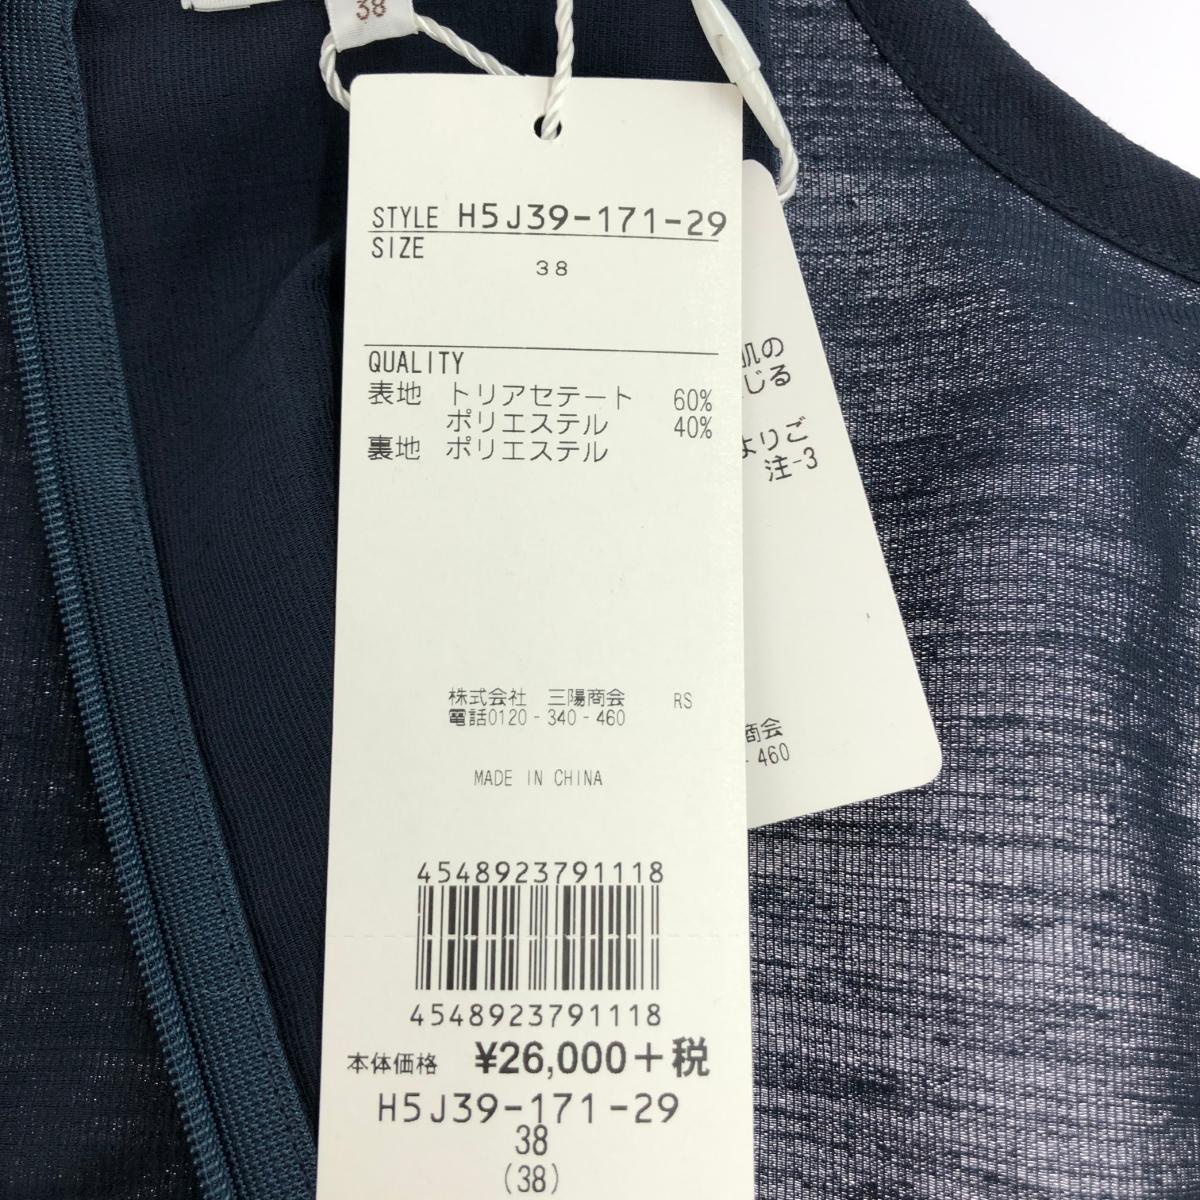 38
STYLE H5J39-171-29
SIZE
38
QUALITY
表地 トリアセテート 60%
ポリエステル 40%
裏地 ポリエステル
株式会社 三陽商会 RS
電話0120-340-460
MADE IN CHINA
4548923791118
4548923791118
本体価格 ¥26,000+税
H5J39-171-29
38
(38)
肌の
じる
よりご
注-3
商会
-460